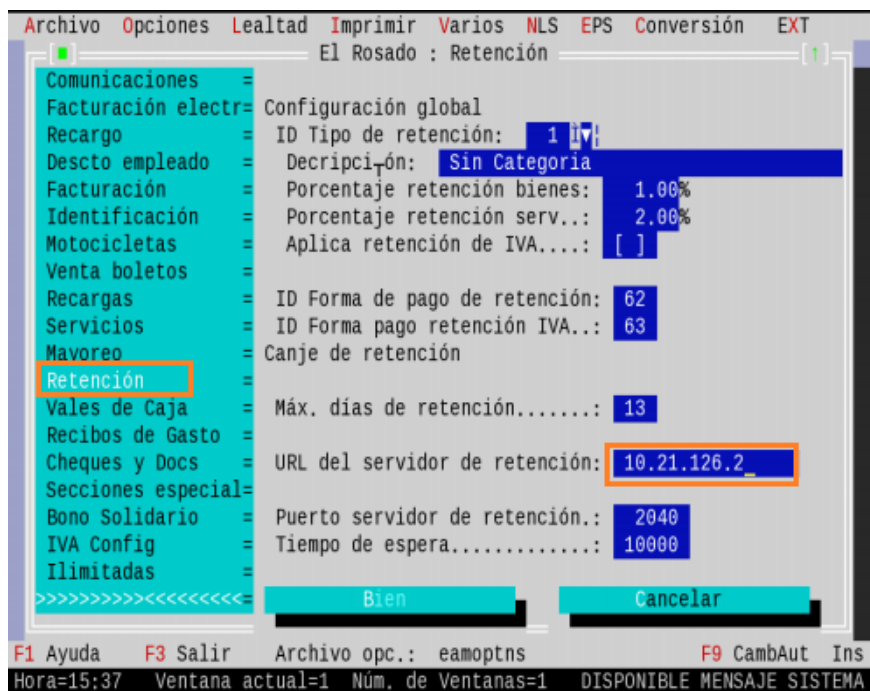 Archivo Opciones Lealtad Imprimir Varios NLS EPS Conversión EXT
[■] El Rosado : Retención [↑]
Comunicaciones =
Facturación electr= Configuración global
Recargo = ID Tipo de retención: 1
Descto empleado = Decripci┬ón: Sin Categoria
Facturación = Porcentaje retención bienes: 1.00%
Identificación = Porcentaje retención serv..: 2.00%
Motocicletas = Aplica retención de IVA....: [ ]
Venta boletos =
Recargas = ID Forma de pago de retención: 62
Servicios = ID Forma pago retención IVA..: 63
Mayoreo = Canje de retención
Retención =
Vales de Caja = Máx. días de retención.......: 13
Recibos de Gasto =
Cheques y Docs = URL del servidor de retención: 10.21.126.2_
Secciones especial=
Bono Solidario = Puerto servidor de retención.: 2040
IVA Config = Tiempo de espera.............: 10000
Ilimitadas =
>>>>>>>>>><<<<<<<<<= Bien Cancelar
F1 Ayuda F3 Salir Archivo opc.: eamoptns F9 CambAut Ins
Hora=15:37 Ventana actual=1 Núm. de Ventanas=1 DISPONIBLE MENSAJE SISTEMA